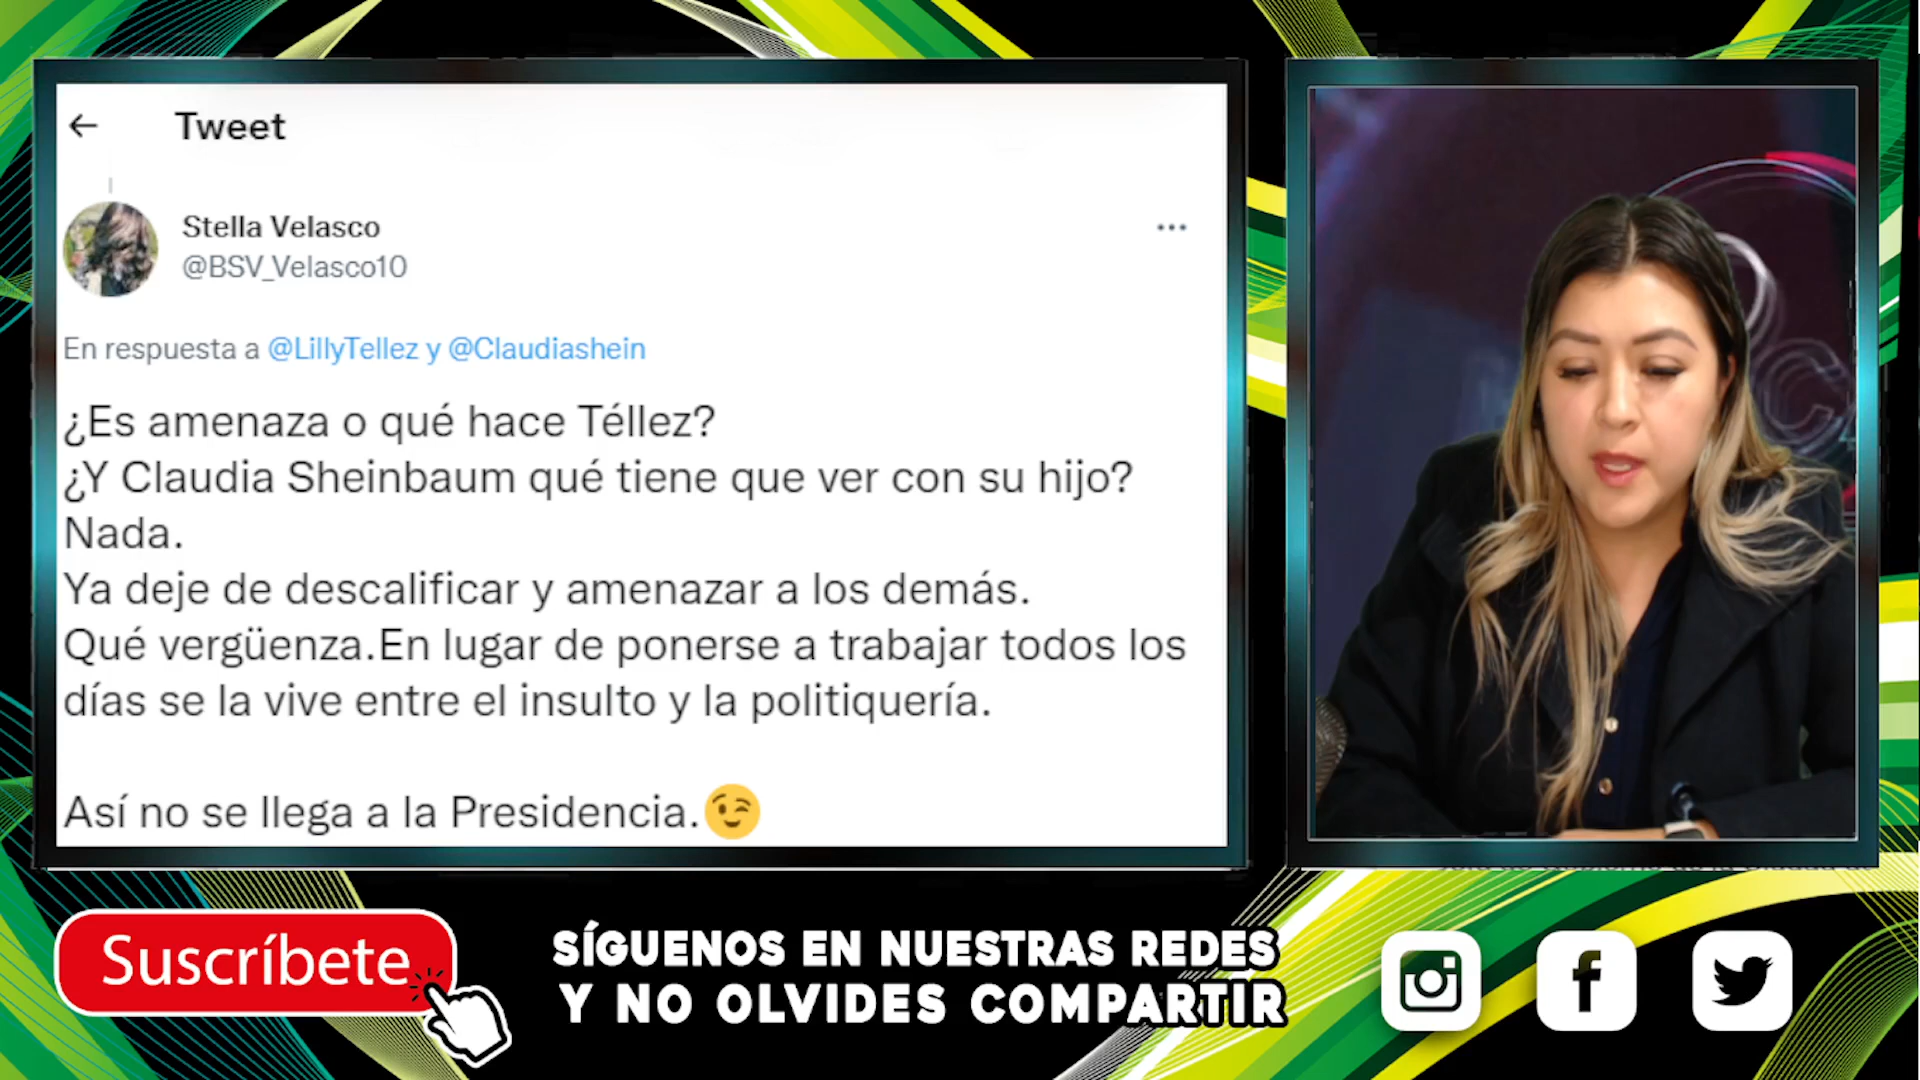 Tweet
Stella Velasco
@BSV_Velasco10
En respuesta a @LillyTellez y @Claudiashein
¿Es amenaza o qué hace Téllez?
¿Y Claudia Sheinbaum qué tiene que ver con su hijo?
Nada.
Ya deje de descalificar y amenazar a los demás.
Qué vergüenza.En lugar de ponerse a trabajar todos los
días se la vive entre el insulto y la politiquería.
Así no se llega a la Presidencia.😉
Suscríbete
SÍGUENOS EN NUESTRAS REDES
Y NO OLVIDES COMPARTIR